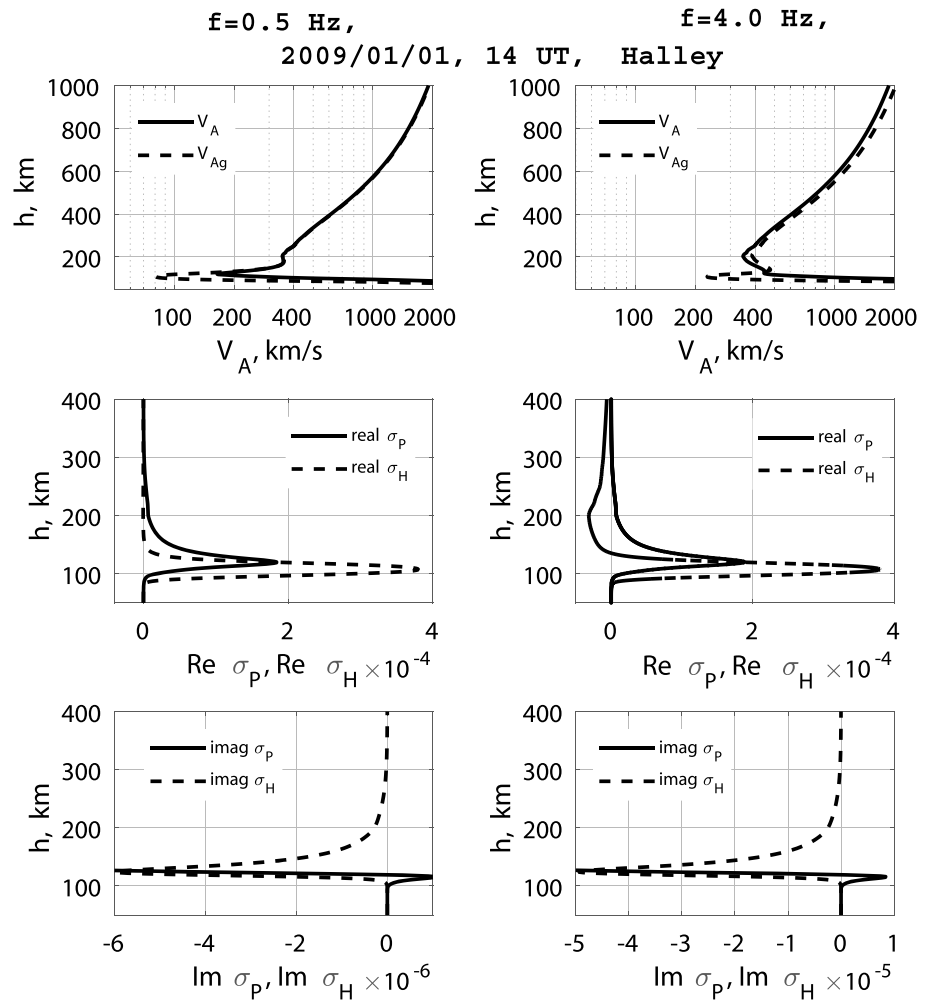 f=0.5 Hz,
f=4.0 Hz,
2009/01/01, 14 UT, Halley
1000
800
600
400
200
h, km
V_A
V_Ag
100 200 400 1000 2000
V_A, km/s
1000
800
600
400
200
h, km
V_A
V_Ag
100 200 400 1000 2000
V_A, km/s
400
300
200
100
h, km
real σ_P
real σ_H
0 2 4
Re σ_P, Re σ_H ×10^-4
400
300
200
100
h, km
real σ_P
real σ_H
0 2 4
Re σ_P, Re σ_H ×10^-4
400
300
200
100
h, km
imag σ_P
imag σ_H
-6 -4 -2 0
Im σ_P, Im σ_H ×10^-6
400
300
200
100
h, km
imag σ_P
imag σ_H
-5 -4 -3 -2 -1 0 1
Im σ_P, Im σ_H ×10^-5